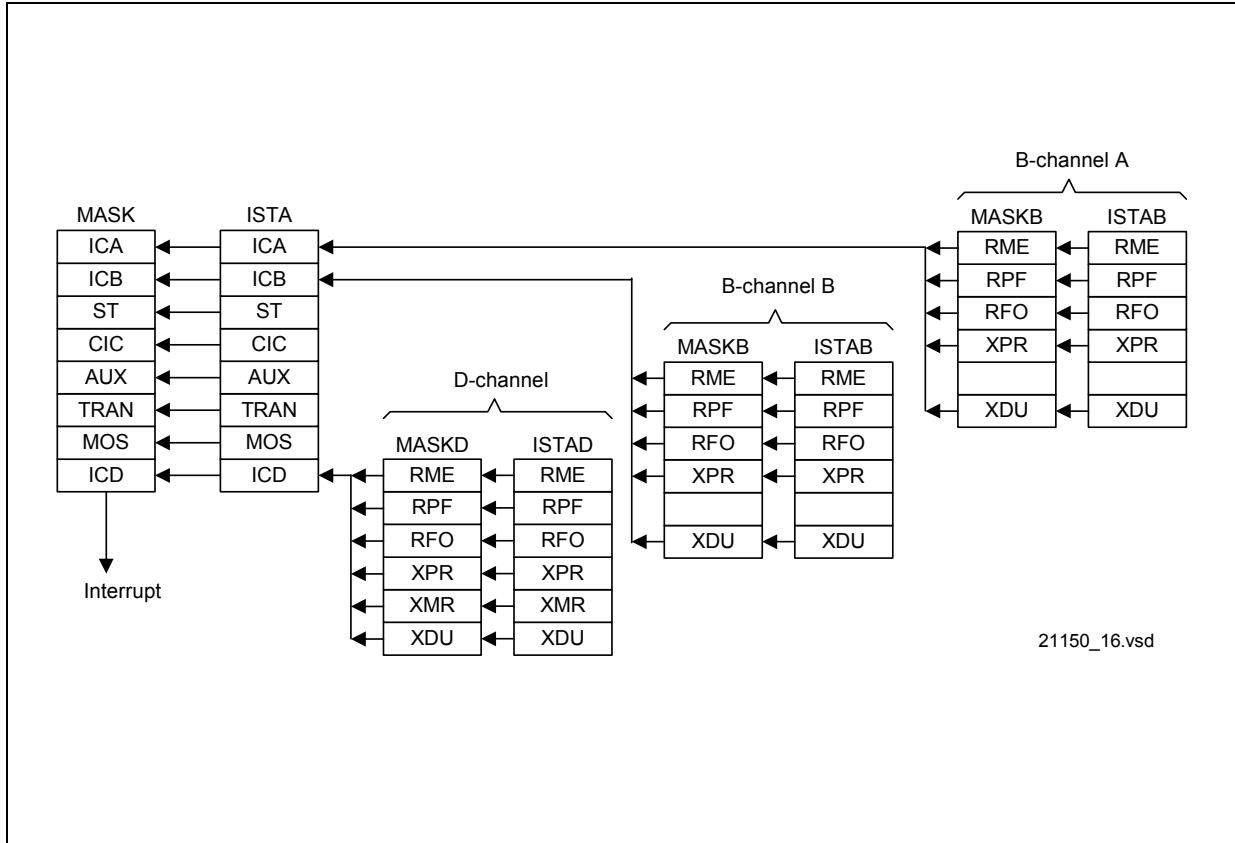 B-channel A
MASK ISTA MASKB ISTAB
ICA ICA RME RME
ICB ICB RPF RPF
B-channel B
ST ST RFO RFO
CIC CIC MASKB ISTAB XPR XPR
AUX AUX RME RME
D-channel
TRAN TRAN RPF RPF XDU XDU
MOS MOS MASKD ISTAD RFO RFO
ICD ICD RME RME XPR XPR
RPF RPF
RFO RFO XDU XDU
XPR XPR
Interrupt
XMR XMR
XDU XDU
21150_16.vsd